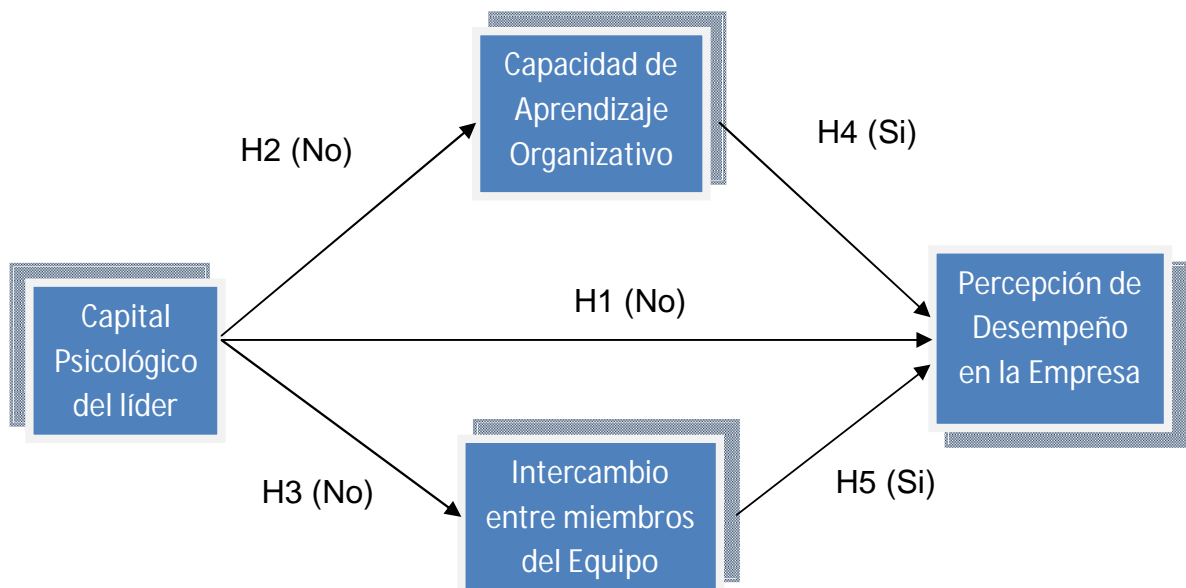 Capacidad de
Aprendizaje
Organizativo
H2 (No)
H4 (Si)
Capital
Psicológico
del líder
H1 (No)
Percepción de
Desempeño
en la Empresa
H3 (No)
H5 (Si)
Intercambio
entre miembros
del Equipo